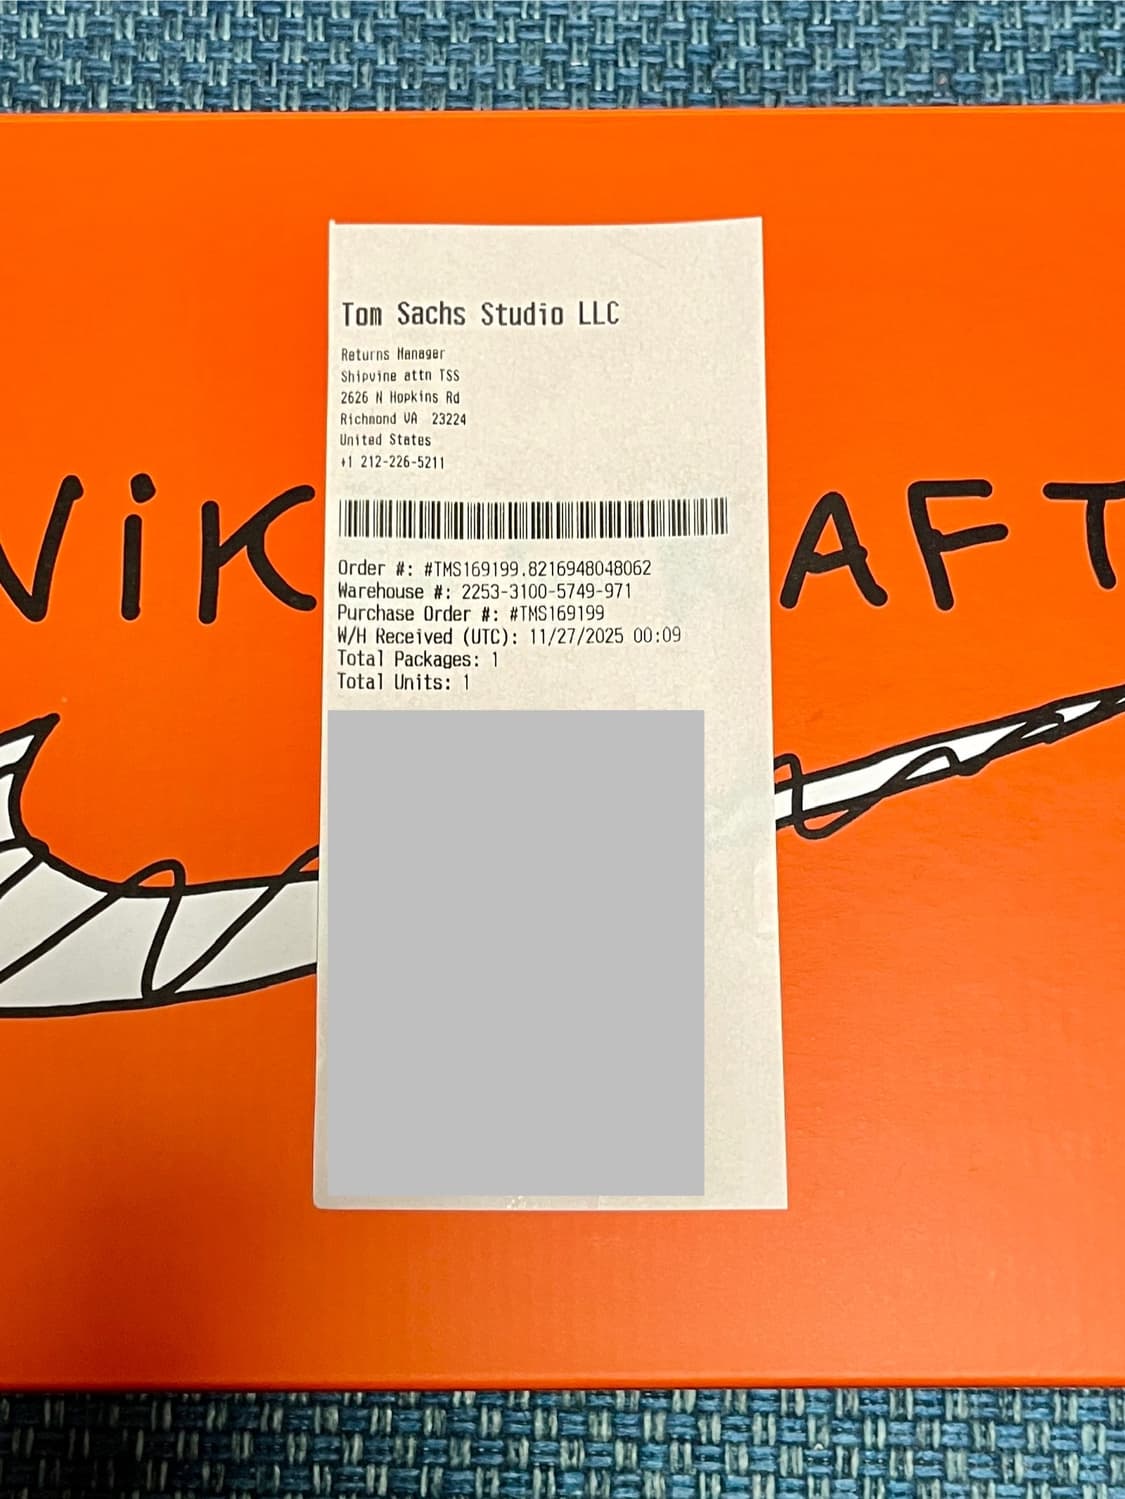 Tom Sachs Studio LLC
Returns Manager
Shipvine attn TSS
2626 N Hopkins Rd
Richmond VA 23224
United States
+1 212-226-5211
NiK AFT
Order #: #TMS169199.8216948048062
Warehouse #: 2253-3100-5749-971
Purchase Order #: #TMS169199
W/H Received (UTC): 11/27/2025 00:09
Total Packages: 1
Total Units: 1